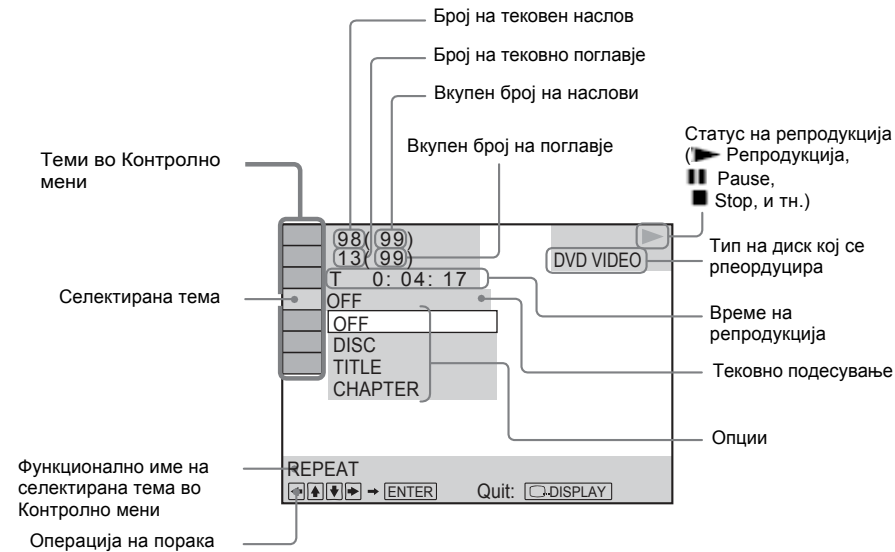 Број на тековен наслов
Број на тековно поглавје
Вкупен број на наслови
Вкупен број на поглавје
Статус на репродукција
(▶ Репродукција,
⏸ Pause,
■ Stop, и тн.)
Теми во Контролно
мени
98( 99)
13( 99)
DVD VIDEO
Тип на диск кој се
рпеордуцира
T 0: 04: 17
Селектирана тема
OFF
OFF
DISC
TITLE
CHAPTER
Време на
репродукција
Тековно подесување
Опции
Функционално име на
селектирана тема во
Контролно мени
REPEAT
← ↑ ↓ → → ENTER Quit: DISPLAY
Операција на порака